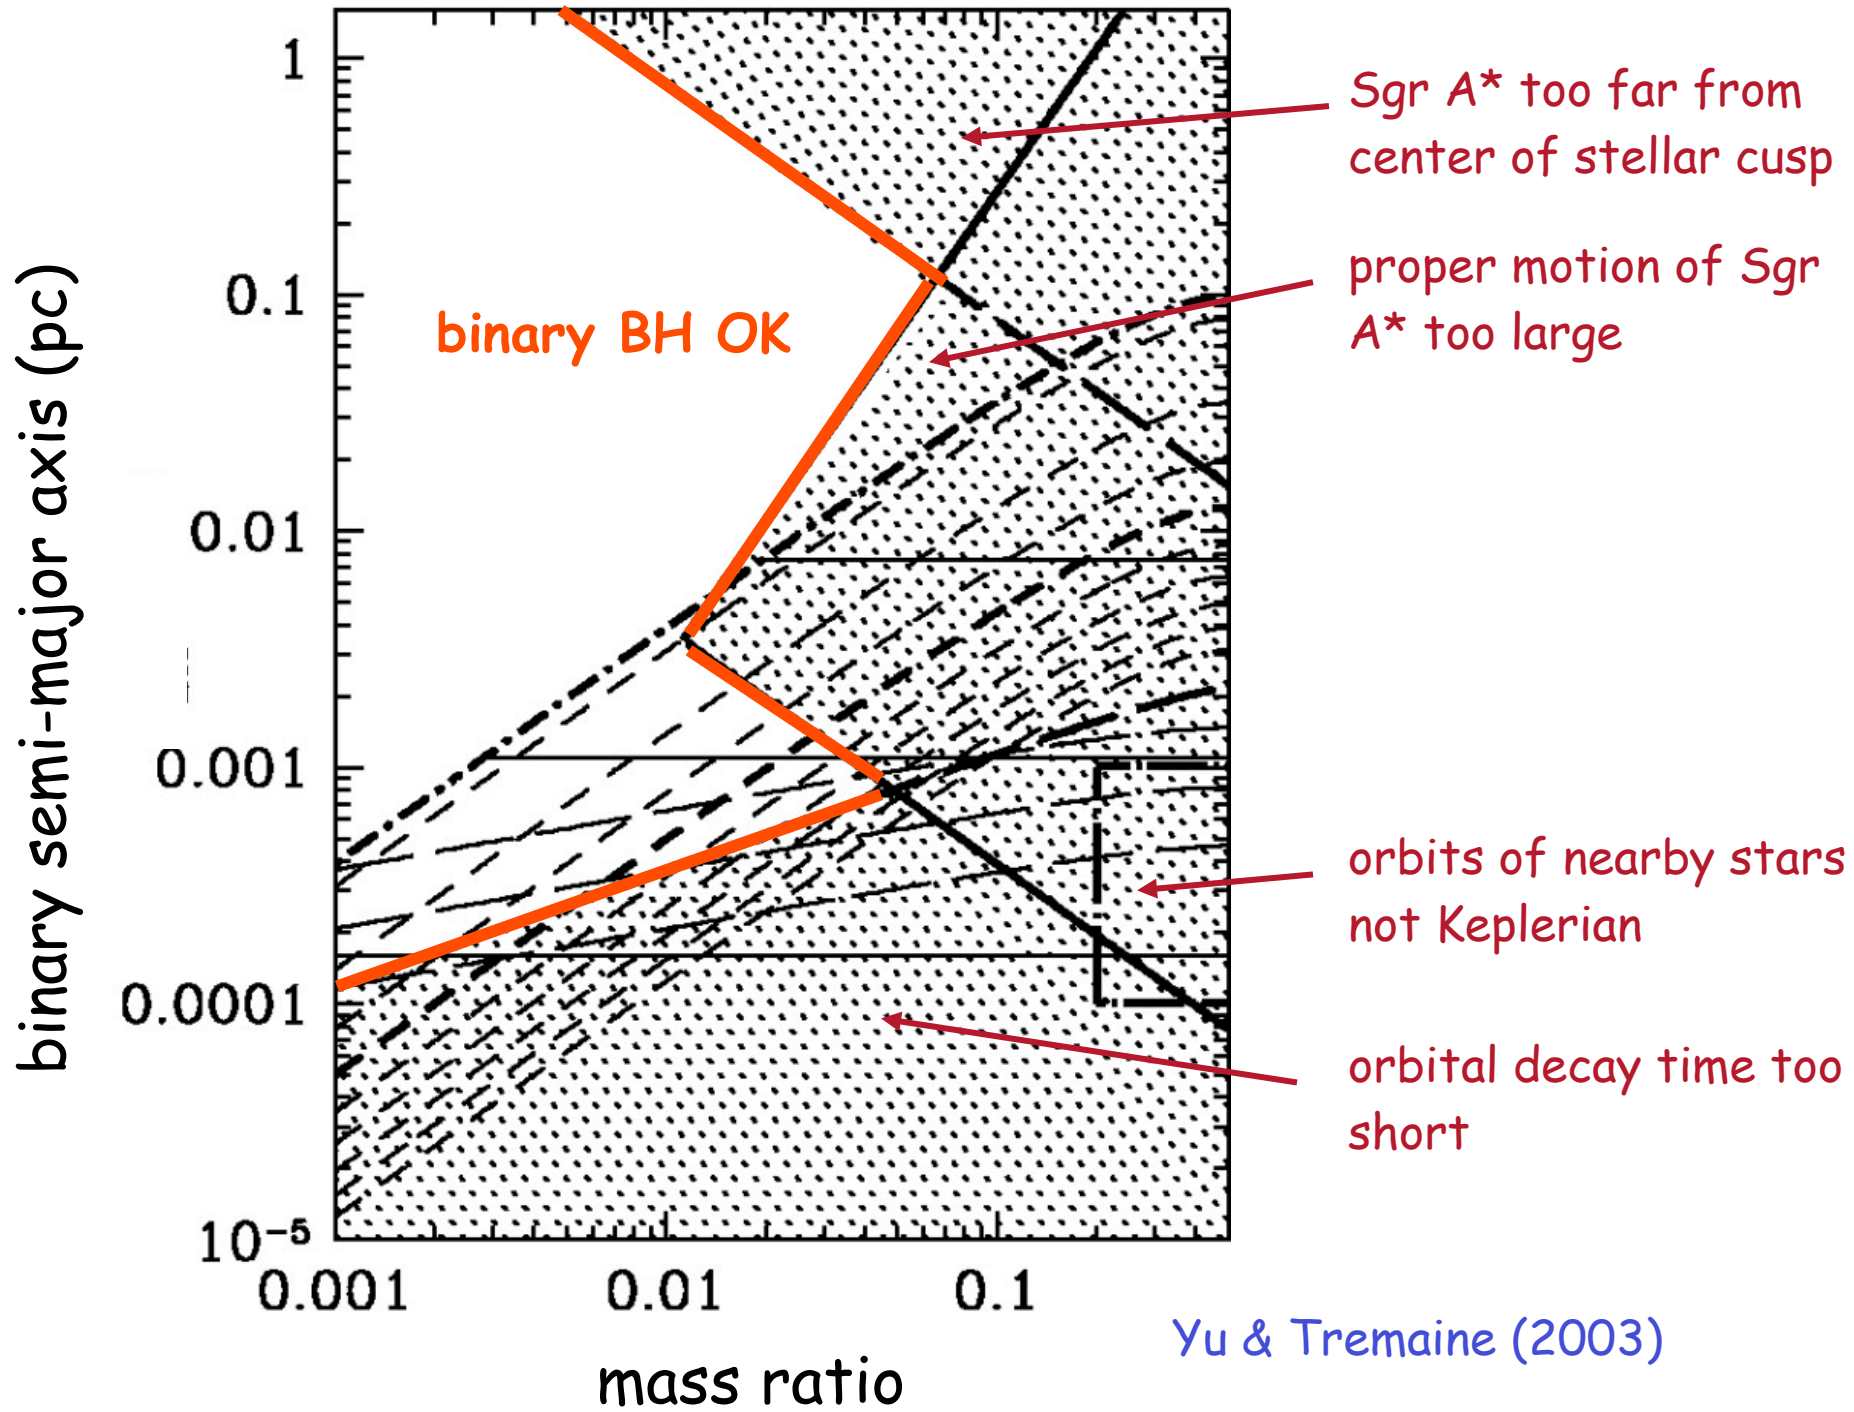 1
0.1
0.01
0.001
0.0001
10⁻⁵
0.001
0.01
0.1
binary semi-major axis (pc)
mass ratio
binary BH OK
Sgr A* too far from
center of stellar cusp
proper motion of Sgr
A* too large
orbits of nearby stars
not Keplerian
orbital decay time too
short
Yu & Tremaine (2003)